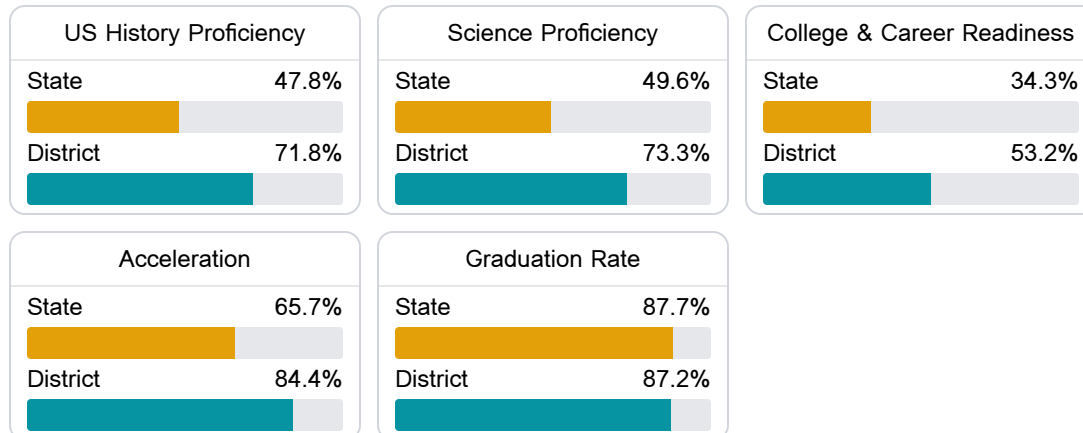 US History Proficiency
State 47.8%
District 71.8%
Science Proficiency
State 49.6%
District 73.3%
College & Career Readiness
State 34.3%
District 53.2%
Acceleration
State 65.7%
District 84.4%
Graduation Rate
State 87.7%
District 87.2%